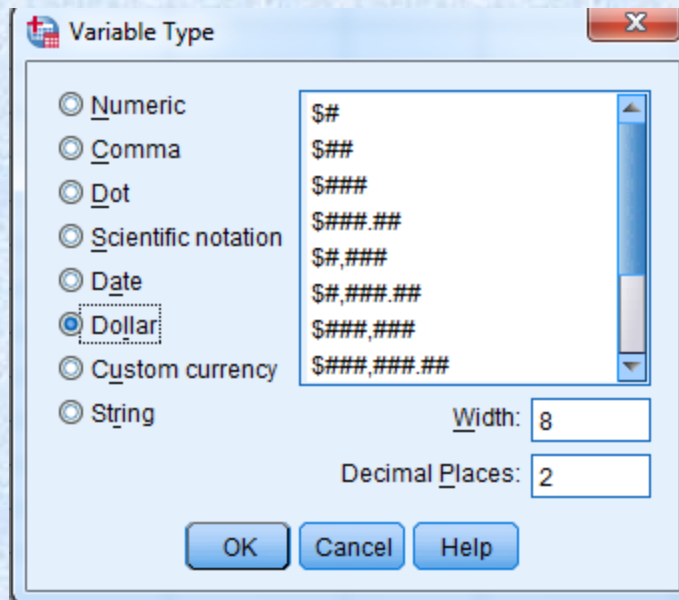 Variable Type
Numeric
Comma
Dot
Scientific notation
Date
Dollar
Custom currency
String
$#
$##
$###
$###.##
$#,###
$#,###.##
$###,###
$###,###.##
Width: 8
Decimal Places: 2
OK Cancel Help